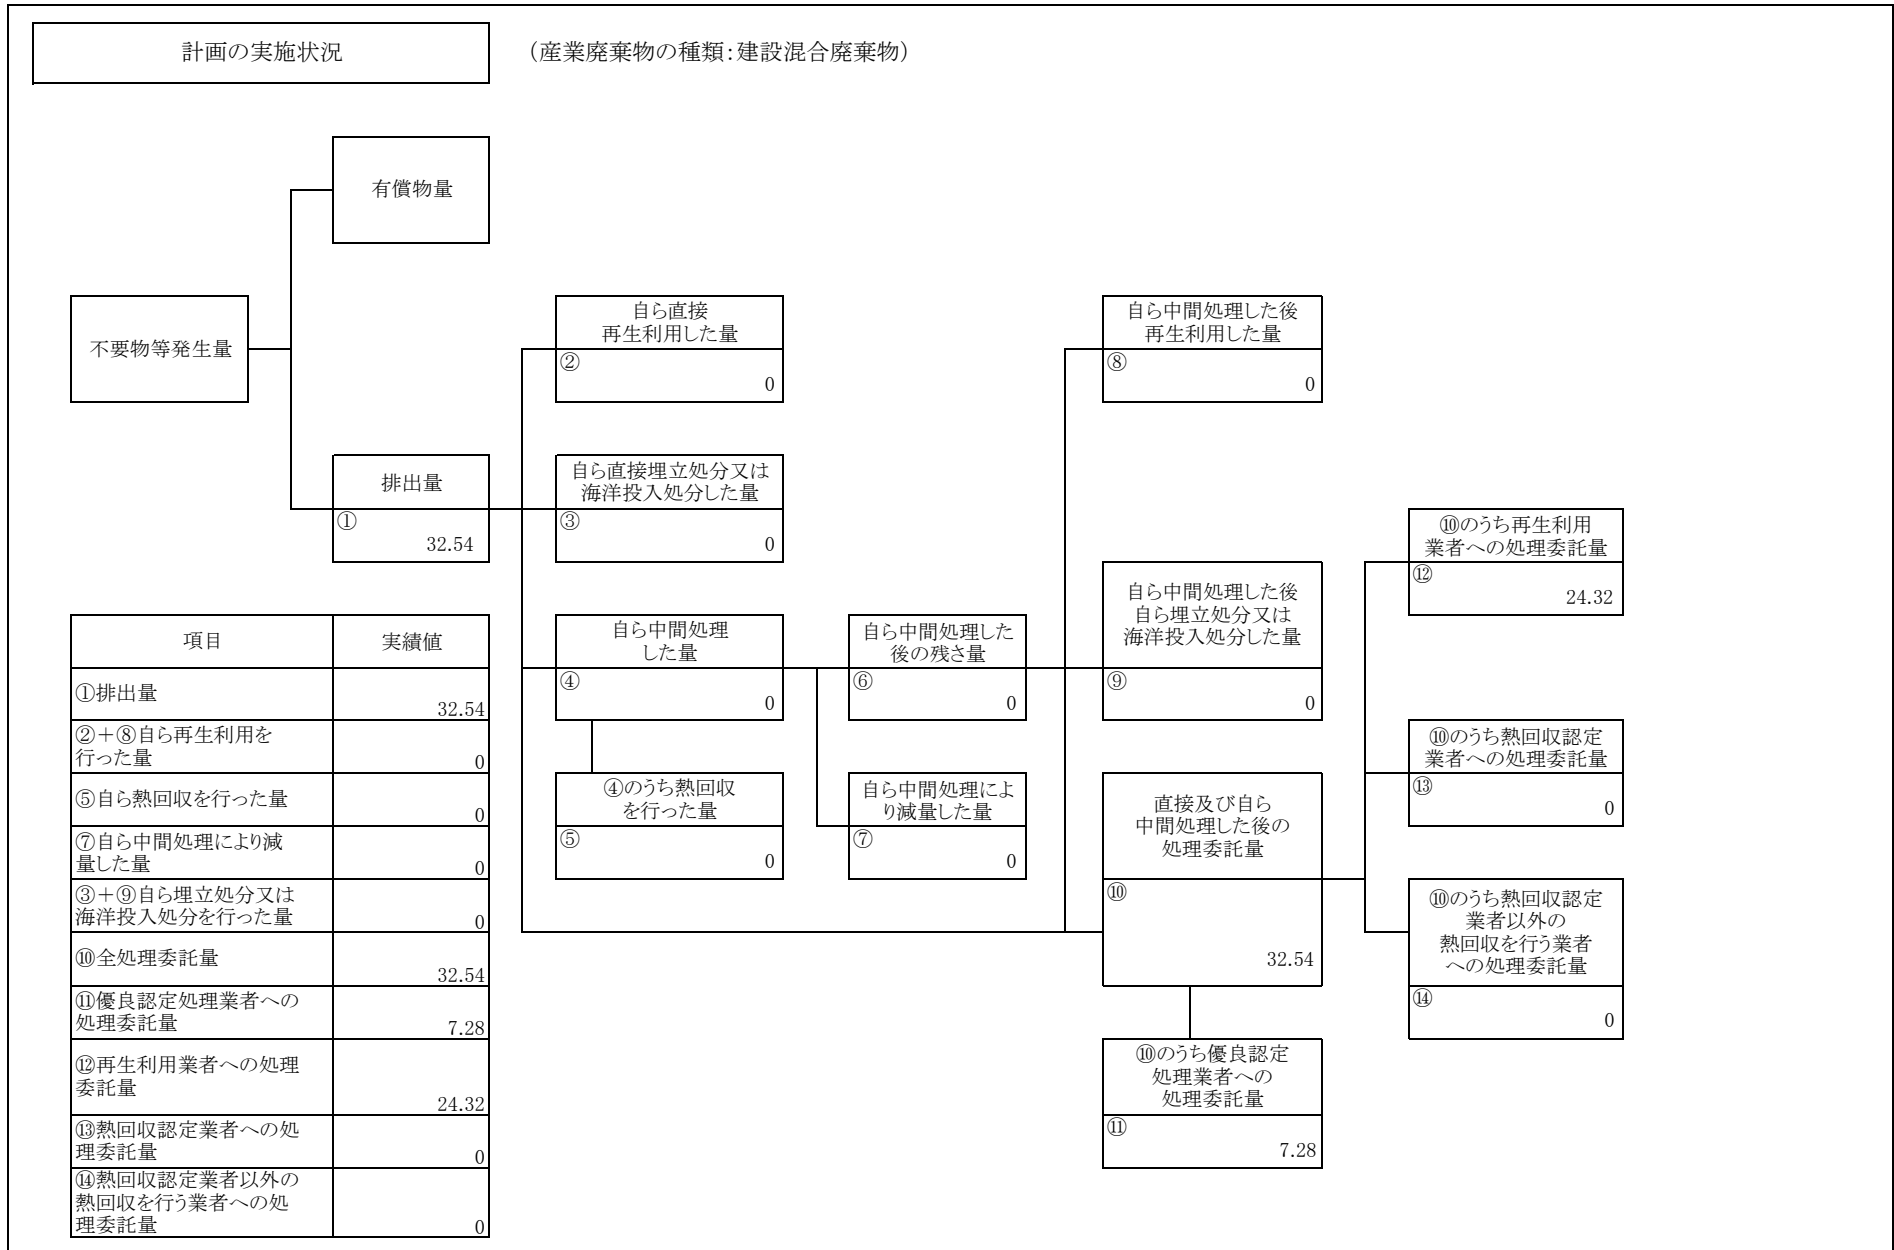 計画の実施状況
（産業廃棄物の種類：建設混合廃棄物）
有償物量
不要物等発生量
排出量
①
32.54
自ら直接
再生利用した量
②
0
自ら直接埋立処分又は
海洋投入処分した量
③
0
自ら中間処理
した量
④
0
④のうち熱回収
を行った量
⑤
0
自ら中間処理した
後の残さ量
⑥
0
自ら中間処理によ
り減量した量
⑦
0
自ら中間処理した後
再生利用した量
⑧
0
自ら中間処理した後
自ら埋立処分又は
海洋投入処分した量
⑨
0
直接及び自ら
中間処理した後の
処理委託量
⑩
32.54
⑩のうち優良認定
処理業者への
処理委託量
⑪
7.28
⑩のうち再生利用
業者への処理委託量
⑫
24.32
⑩のうち熱回収認定
業者への処理委託量
⑬
0
⑩のうち熱回収認定
業者以外の
熱回収を行う業者
への処理委託量
⑭
0
項目
実績値
①排出量
32.54
②＋⑧自ら再生利用を
行った量
0
⑤自ら熱回収を行った量
0
⑦自ら中間処理により減
量した量
0
③＋⑨自ら埋立処分又は
海洋投入処分を行った量
0
⑩全処理委託量
32.54
⑪優良認定処理業者への
処理委託量
7.28
⑫再生利用業者への処理
委託量
24.32
⑬熱回収認定業者への処
理委託量
0
⑭熱回収認定業者以外の
熱回収を行う業者への処
理委託量
0